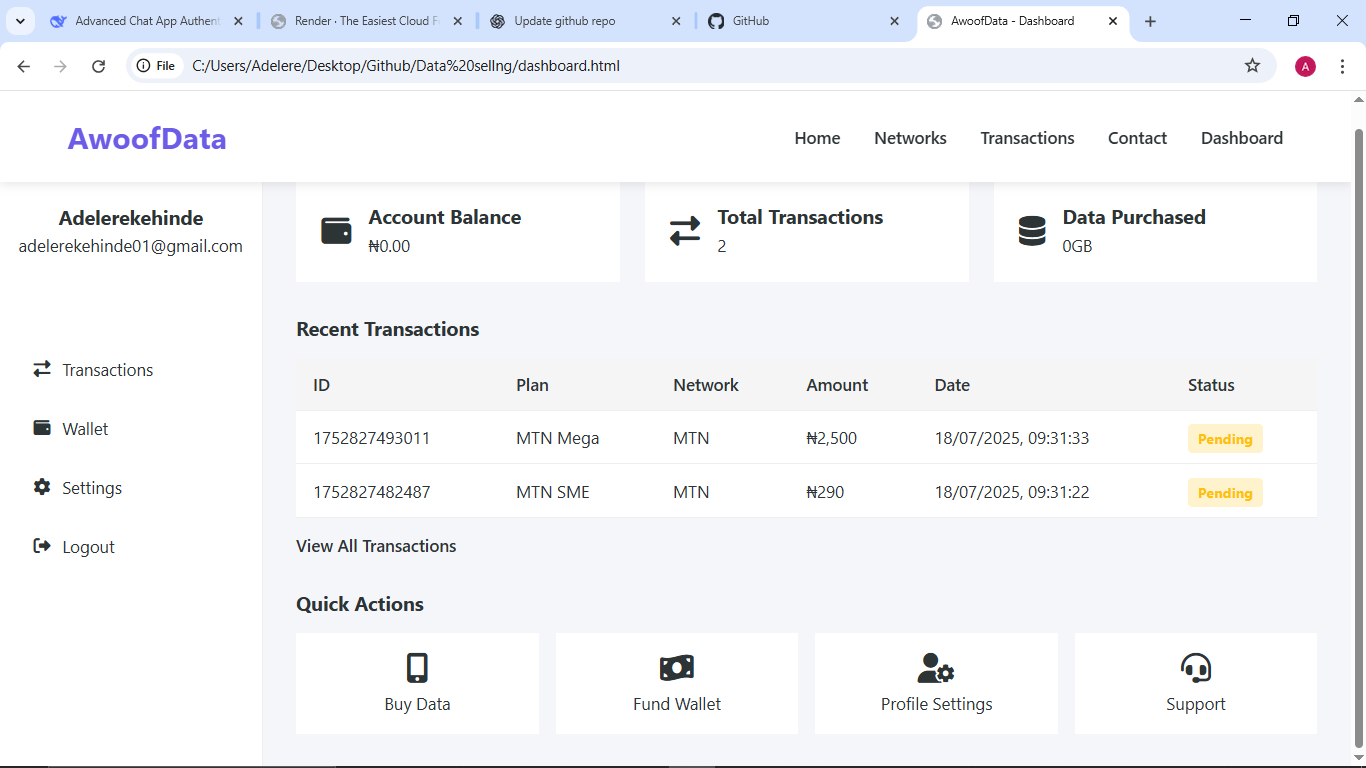 Advanced Chat App Authent
Render · The Easiest Cloud F
Update github repo
GitHub
AwoofData - Dashboard
File
C:/Users/Adelere/Desktop/Github/Data%20sellng/dashboard.html
A
AwoofData
Home
Networks
Transactions
Contact
Dashboard
Adelerekehinde
adelerekehinde01@gmail.com
Transactions
Wallet
Settings
Logout
Account Balance
₦0.00
Total Transactions
2
Data Purchased
0GB
Recent Transactions
ID Plan Network Amount Date Status
1752827493011 MTN Mega MTN ₦2,500 18/07/2025, 09:31:33 Pending
1752827482487 MTN SME MTN ₦290 18/07/2025, 09:31:22 Pending
View All Transactions
Quick Actions
Buy Data
Fund Wallet
Profile Settings
Support